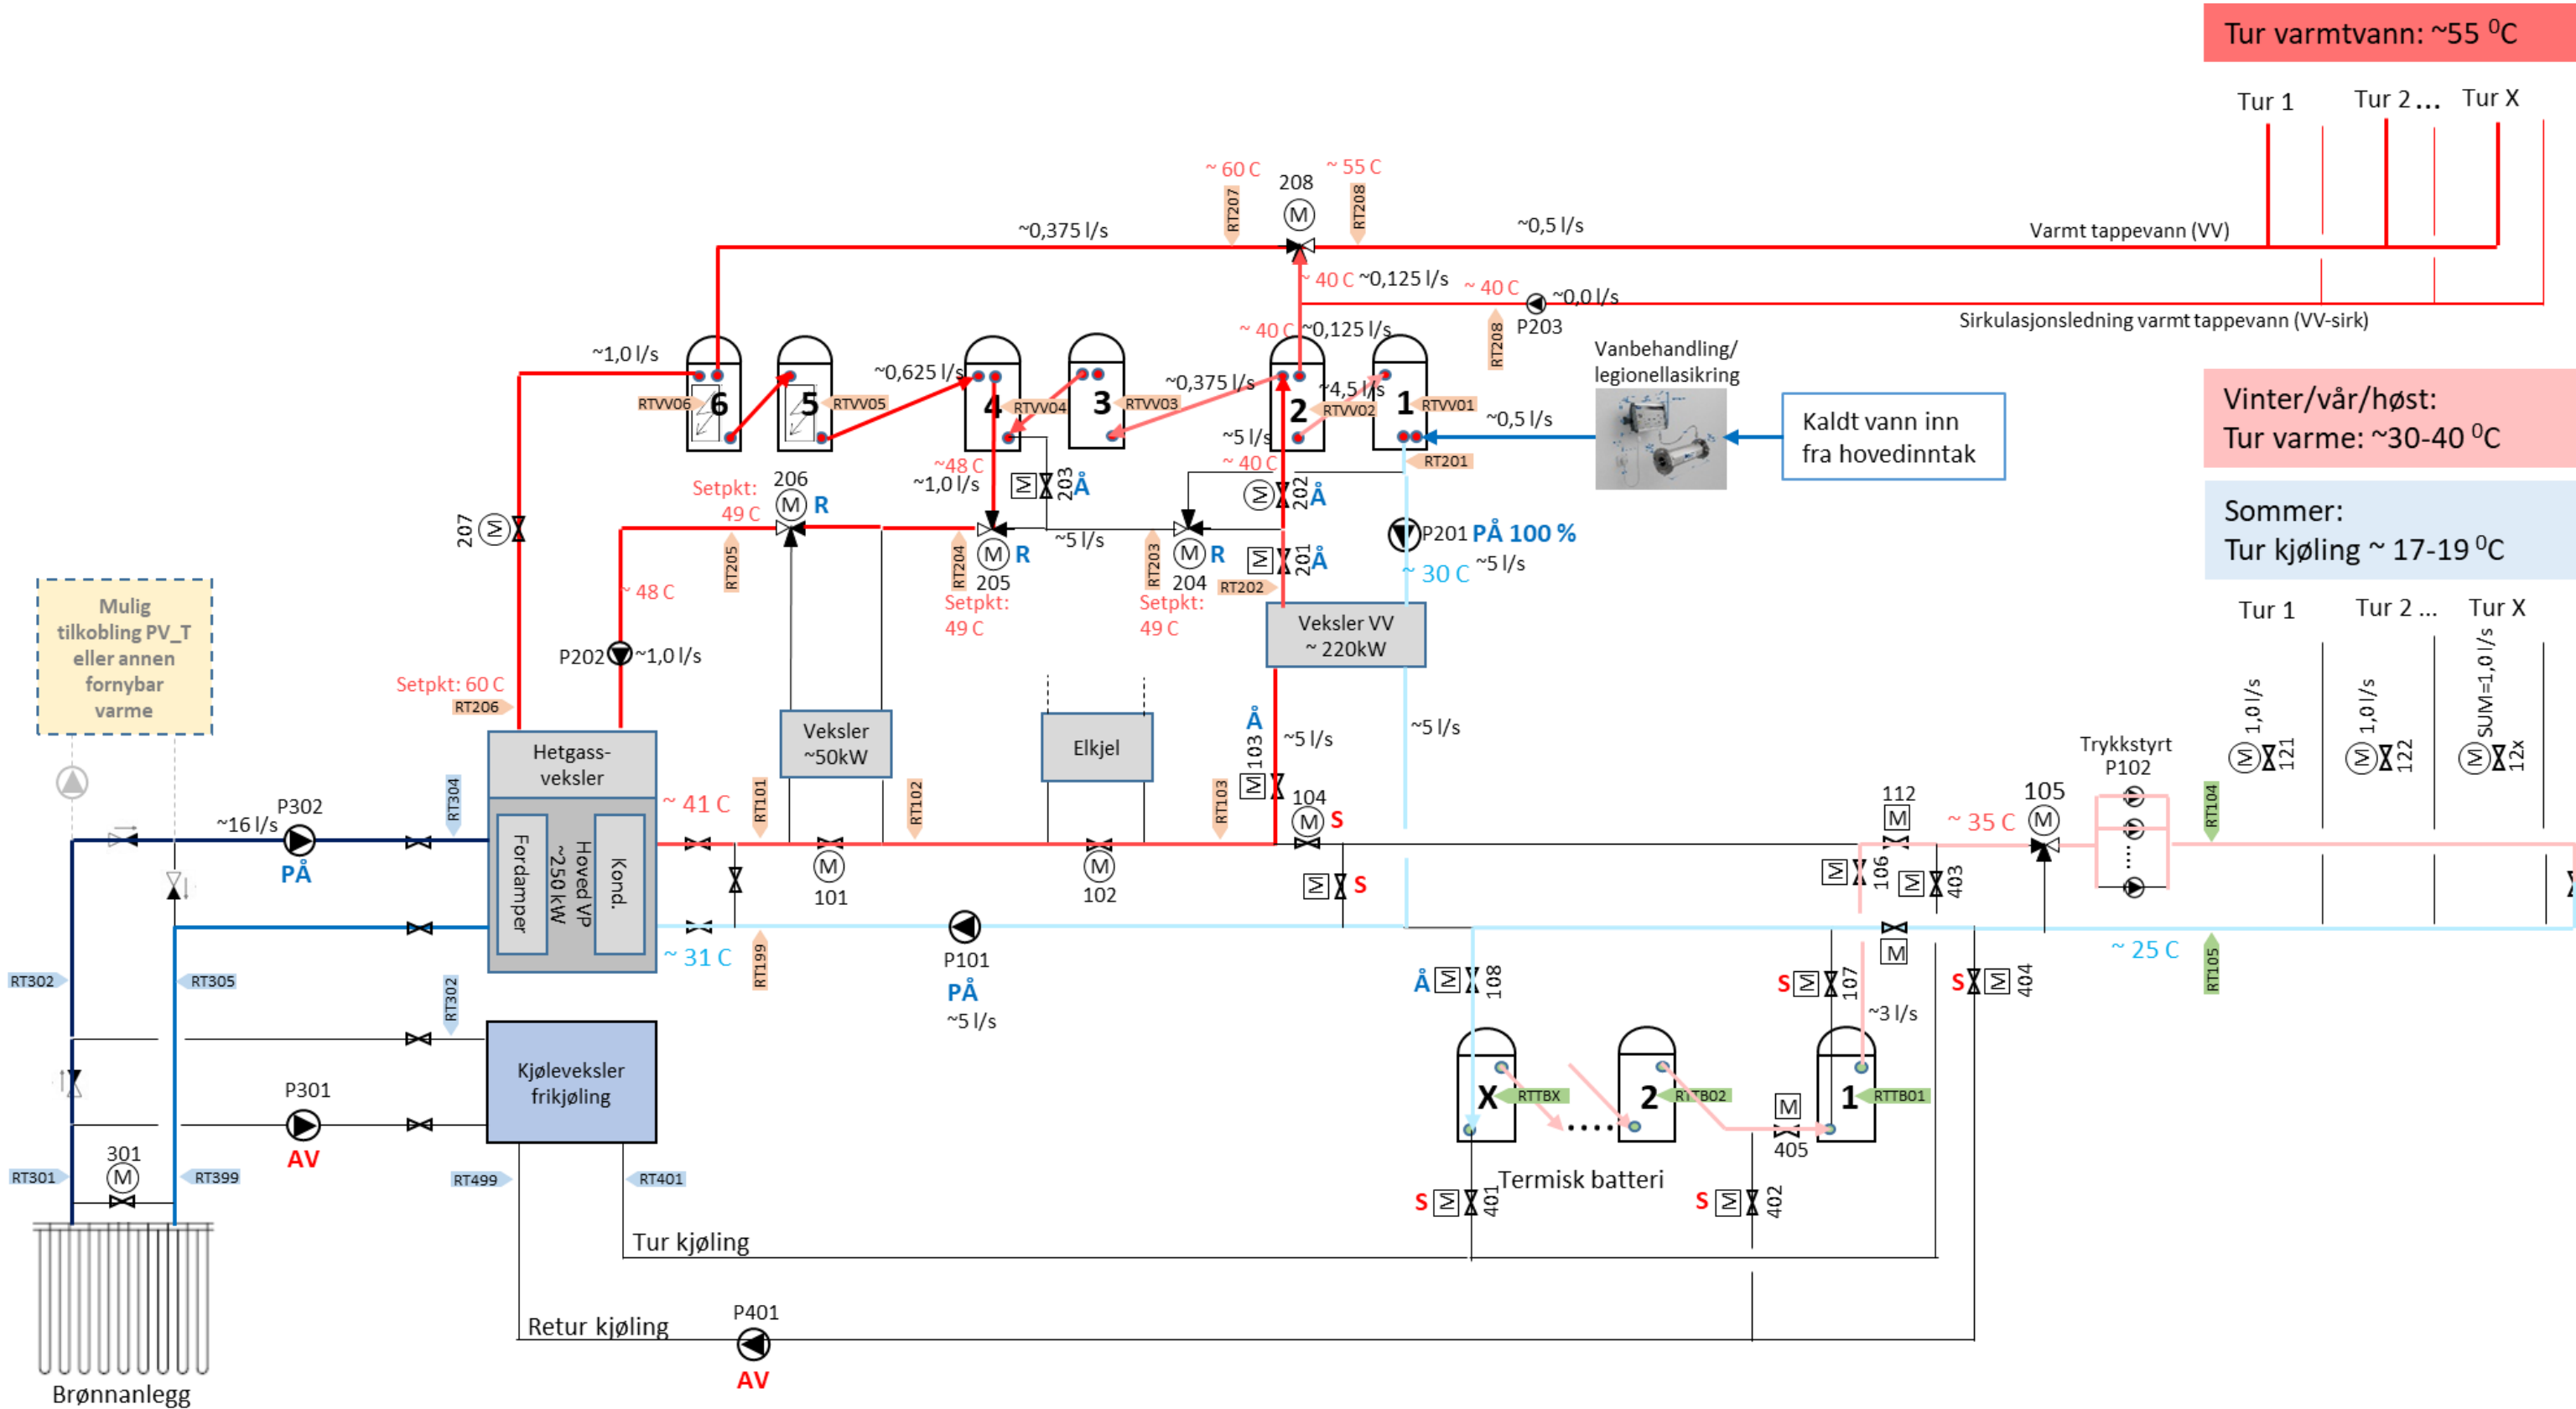 Tur varmtvann: ~55 ⁰C
Tur 1
Tur 2 ...
Tur X
~ 60 C
~ 55 C
208
M
RT207
RT208
~0,375 l/s
~0,5 l/s
Varmt tappevann (VV)
~ 40 C
~0,125 l/s
~ 40 C
~0,0 l/s
P203
Sirkulasjonsledning varmt tappevann (VV-sirk)
RT208
~ 40 C
~0,125 l/s
~1,0 l/s
~0,625 l/s
~0,375 l/s
~4,5 l/s
RTVV06
6
5
RTVV05
4
RTVV04
3
RTVV03
2
RTVV02
1
RTVV01
Vanbehandling/
legionellasikring
~0,5 l/s
Kaldt vann inn
fra hovedinntak
Vinter/vår/høst:
Tur varme: ~30-40 ⁰C
Sommer:
Tur kjøling ~ 17-19 ⁰C
~5 l/s
~ 40 C
RT201
~48 C
~1,0 l/s
M
203
Å
M
202
Å
Setpkt:
49 C
206
M
R
207
M
RT205
RT204
M
R
205
Setpkt:
49 C
~5 l/s
RT203
M
R
204
Setpkt:
49 C
M
201
Å
RT202
P201
PÅ 100 %
~5 l/s
~ 30 C
Mulig
tilkobling PV_T
eller annen
fornybar
varme
~ 48 C
P202
~1,0 l/s
Setpkt: 60 C
RT206
Veksler VV
~ 220kW
Tur 1
Tur 2 ...
Tur X
1,0 l/s
M
121
1,0 l/s
M
122
SUM=1,0 l/s
M
12x
Hetgass-
veksler
Veksler
~50kW
Elkjel
Å
M
103
~5 l/s
~5 l/s
Trykkstyrt
P102
~16 l/s
P302
PÅ
RT304
Fordamper
Hoved VP
~250 kW
Kond.
~ 41 C
RT101
M
101
RT102
M
102
RT103
104
M
S
M
S
112
M
M
106
M
403
~ 35 C
105
M
RT104
~ 31 C
RT199
P101
PÅ
~5 l/s
M
~ 25 C
RT105
RT302
RT305
RT302
Å
M
108
S
M
107
S
M
404
~3 l/s
P301
AV
Kjøleveksler
frikjøling
X
RTTBX
2
RTTB02
M
405
1
RTTB01
Termisk batteri
301
M
RT301
RT399
RT499
RT401
S
M
401
S
M
402
Tur kjøling
Retur kjøling
P401
AV
Brønnanlegg